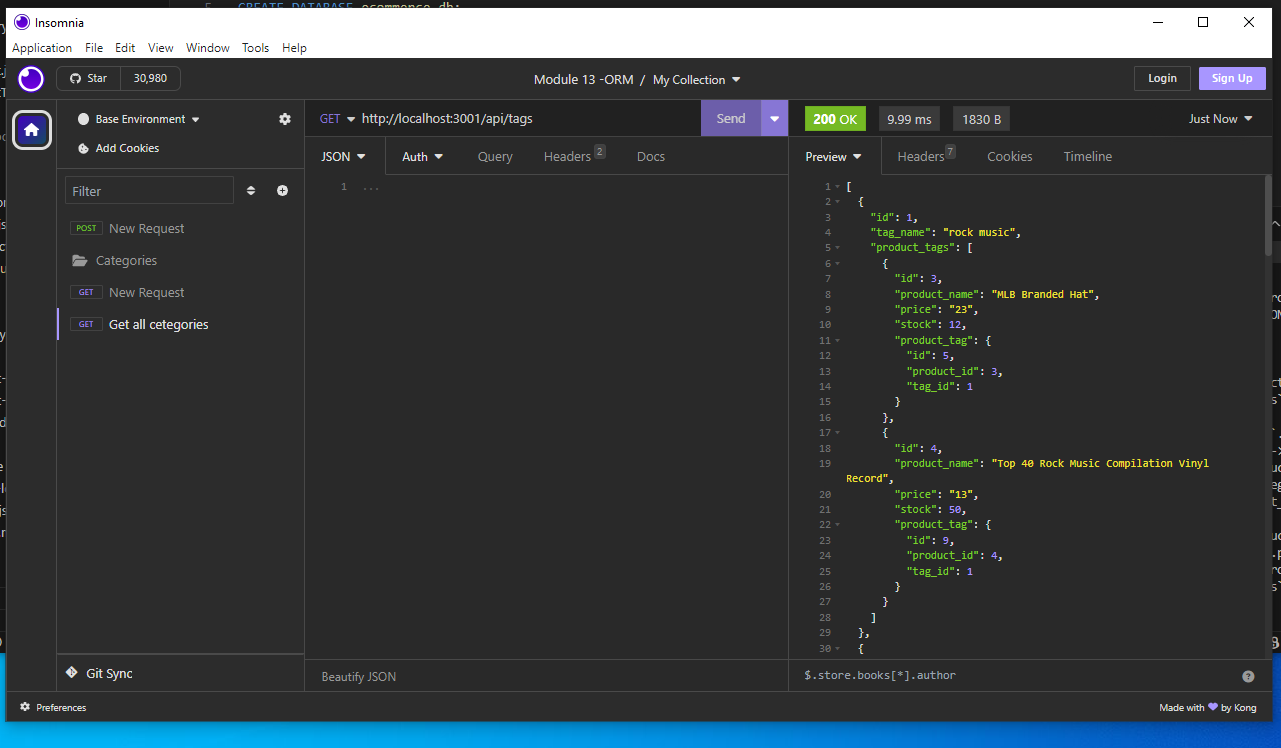 CREATE DATABASE ecommerce_db;
Insomnia
Application File Edit View Window Tools Help
Star 30,980
Module 13 -ORM / My Collection
Login Sign Up
Base Environment
Add Cookies
Filter
POST New Request
Categories
GET New Request
GET Get all cetegories
Git Sync
GET http://localhost:3001/api/tags Send
JSON Auth Query Headers 2 Docs
1 ...
Beautify JSON
200 OK 9.99 ms 1830 B Just Now
Preview Headers 7 Cookies Timeline
1 [
2 {
3 "id": 1,
4 "tag_name": "rock music",
5 "product_tags": [
6 {
7 "id": 3,
8 "product_name": "MLB Branded Hat",
9 "price": "23",
10 "stock": 12,
11 "product_tag": {
12 "id": 5,
13 "product_id": 3,
14 "tag_id": 1
15 }
16 },
17 {
18 "id": 4,
19 "product_name": "Top 40 Rock Music Compilation Vinyl
Record",
20 "price": "13",
21 "stock": 50,
22 "product_tag": {
23 "id": 9,
24 "product_id": 4,
25 "tag_id": 1
26 }
27 }
28 ]
29 },
30 {
$.store.books[*].author ?
Preferences
Made with 💜 by Kong